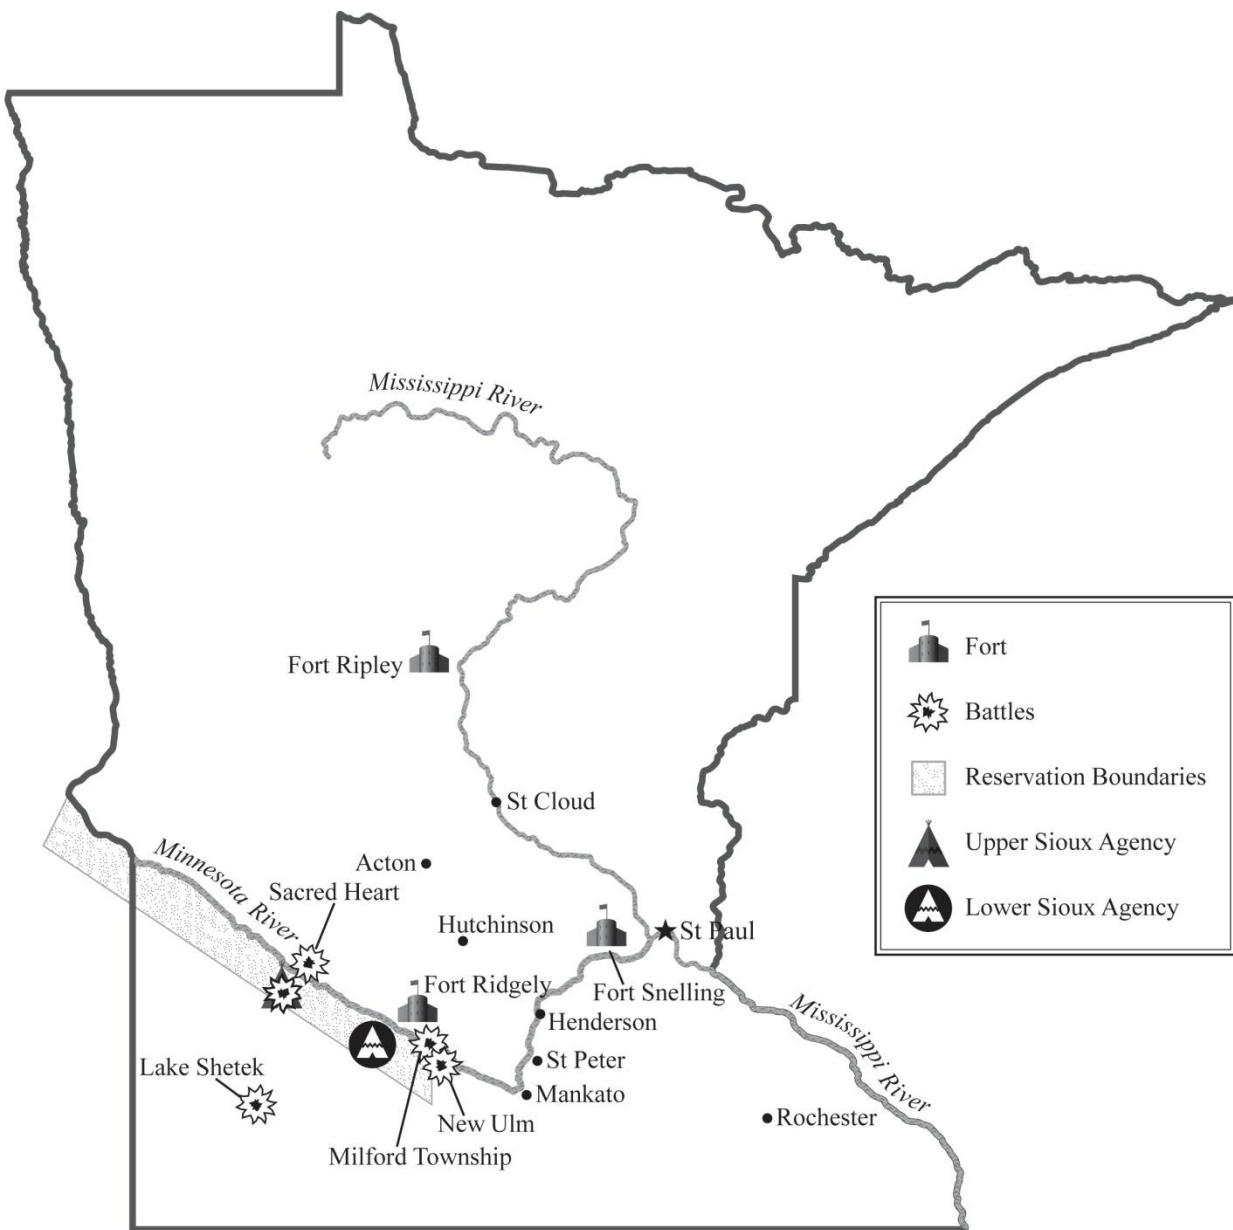 Mississippi River
Fort Ripley
St Cloud
Acton
Minnesota River
Sacred Heart
Hutchinson
St Paul
Fort Ridgely
Fort Snelling
Henderson
Lake Shetek
St Peter
Mankato
New Ulm
Milford Township
Rochester
Mississippi River
Fort
Battles
Reservation Boundaries
Upper Sioux Agency
Lower Sioux Agency